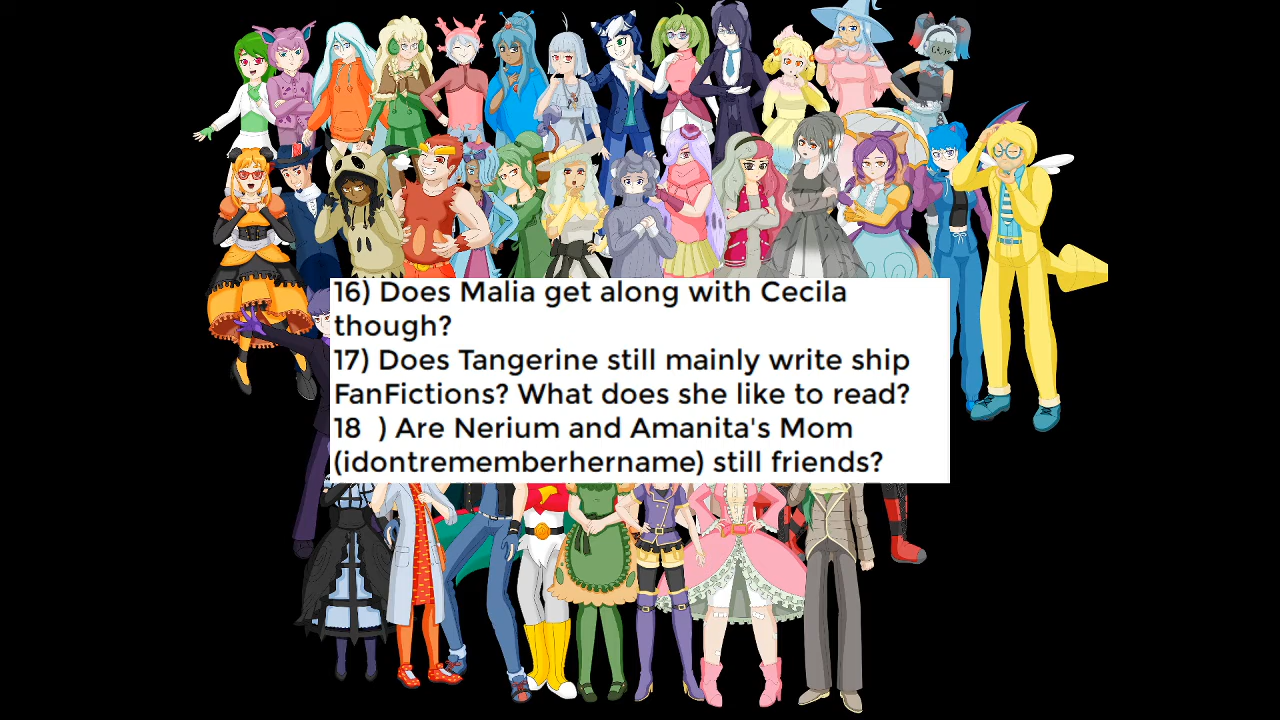 16) Does Malia get along with Cecila
though?
17) Does Tangerine still mainly write ship
FanFictions? What does she like to read?
18  ) Are Nerium and Amanita's Mom
(idontrememberhername) still friends?